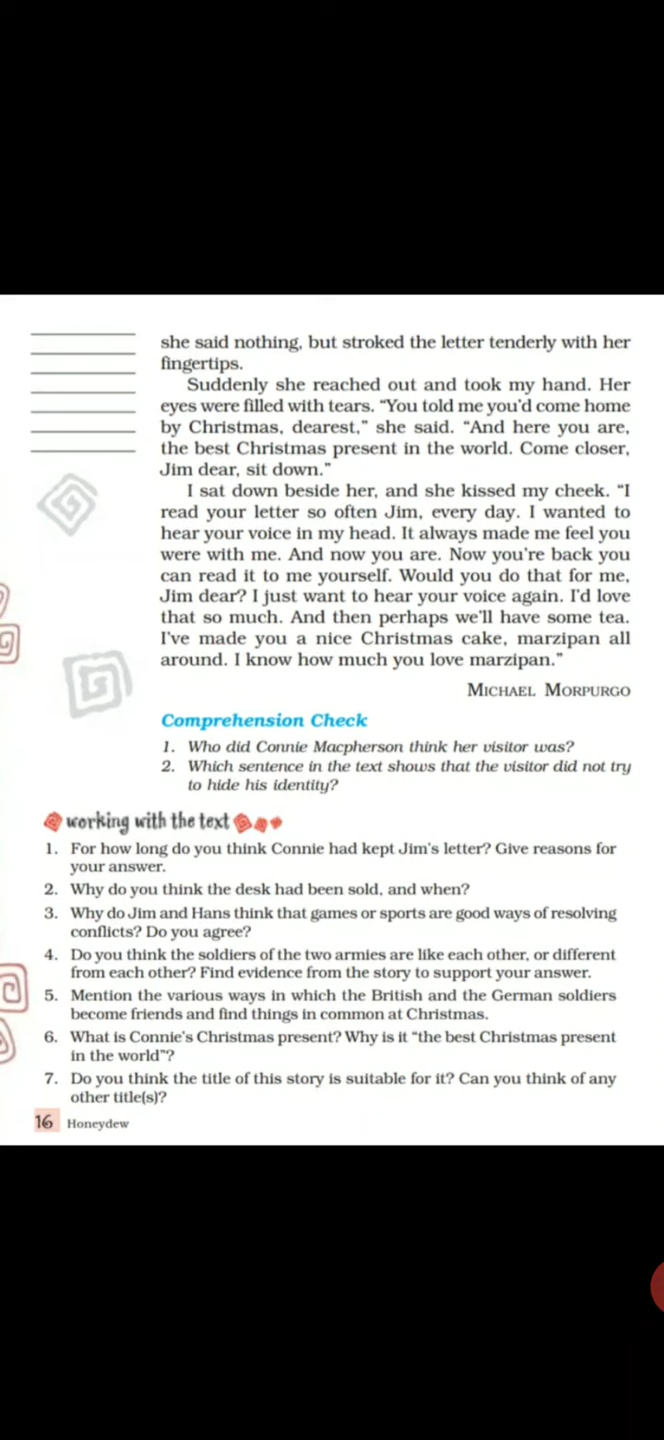 she said nothing, but stroked the letter tenderly with her
fingertips.
Suddenly she reached out and took my hand. Her
eyes were filled with tears. “You told me you’d come home
by Christmas, dearest,” she said. “And here you are,
the best Christmas present in the world. Come closer,
Jim dear, sit down.”
I sat down beside her, and she kissed my cheek. “I
read your letter so often Jim, every day. I wanted to
hear your voice in my head. It always made me feel you
were with me. And now you are. Now you’re back you
can read it to me yourself. Would you do that for me,
Jim dear? I just want to hear your voice again. I’d love
that so much. And then perhaps we’ll have some tea.
I’ve made you a nice Christmas cake, marzipan all
around. I know how much you love marzipan.”
MICHAEL MORPURGO
Comprehension Check
1. Who did Connie Macpherson think her visitor was?
2. Which sentence in the text shows that the visitor did not try
to hide his identity?
working with the text
1. For how long do you think Connie had kept Jim’s letter? Give reasons for
your answer.
2. Why do you think the desk had been sold, and when?
3. Why do Jim and Hans think that games or sports are good ways of resolving
conflicts? Do you agree?
4. Do you think the soldiers of the two armies are like each other, or different
from each other? Find evidence from the story to support your answer.
5. Mention the various ways in which the British and the German soldiers
become friends and find things in common at Christmas.
6. What is Connie’s Christmas present? Why is it “the best Christmas present
in the world”?
7. Do you think the title of this story is suitable for it? Can you think of any
other title(s)?
16 Honeydew